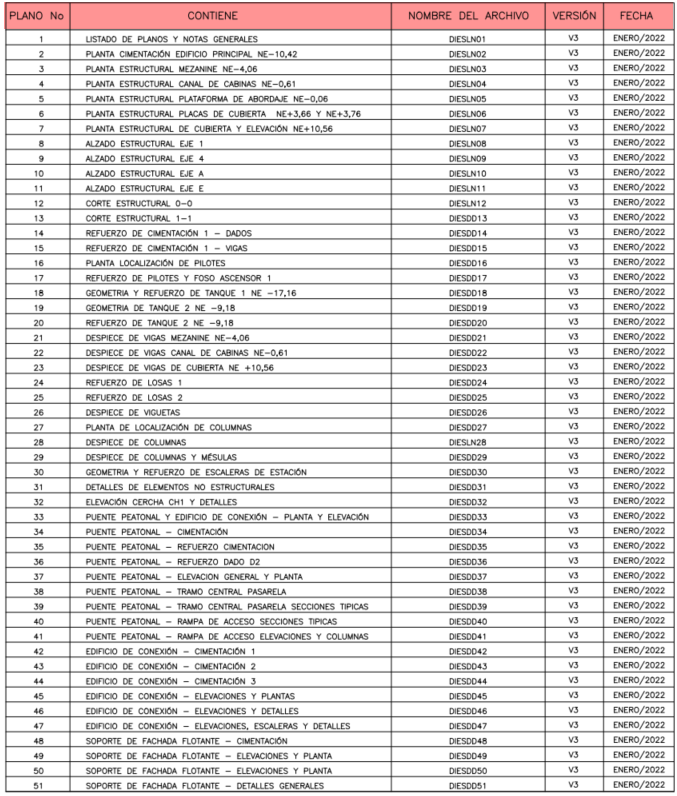 PLANO No CONTIENE NOMBRE DEL ARCHIVO VERSIÓN FECHA
1 LISTADO DE PLANOS Y NOTAS GENERALES DIESLN01 V3 ENERO/2022
2 PLANTA CIMENTACIÓN EDIFICIO PRINCIPAL NE-10,42 DIESLN02 V3 ENERO/2022
3 PLANTA ESTRUCTURAL MEZANINE NE-4,06 DIESLN03 V3 ENERO/2022
4 PLANTA ESTRUCTURAL CANAL DE CABINAS NE-0,61 DIESLN04 V3 ENERO/2022
5 PLANTA ESTRUCTURAL PLATAFORMA DE ABORDAJE NE-0,06 DIESLN05 V3 ENERO/2022
6 PLANTA ESTRUCTURAL PLACAS DE CUBIERTA NE+3,66 Y NE+3,76 DIESLN06 V3 ENERO/2022
7 PLANTA ESTRUCTURAL DE CUBIERTA Y ELEVACIÓN NE+10,56 DIESLN07 V3 ENERO/2022
8 ALZADO ESTRUCTURAL EJE 1 DIESLN08 V3 ENERO/2022
9 ALZADO ESTRUCTURAL EJE 4 DIESLN09 V3 ENERO/2022
10 ALZADO ESTRUCTURAL EJE A DIESLN10 V3 ENERO/2022
11 ALZADO ESTRUCTURAL EJE E DIESLN11 V3 ENERO/2022
12 CORTE ESTRUCTURAL 0-0 DIESLN12 V3 ENERO/2022
13 CORTE ESTRUCTURAL 1-1 DIESDD13 V3 ENERO/2022
14 REFUERZO DE CIMENTACIÓN 1 - DADOS DIESDD14 V3 ENERO/2022
15 REFUERZO DE CIMENTACIÓN 1 - VIGAS DIESDD15 V3 ENERO/2022
16 PLANTA LOCALIZACIÓN DE PILOTES DIESDD16 V3 ENERO/2022
17 REFUERZO DE PILOTES Y FOSO ASCENSOR 1 DIESDD17 V3 ENERO/2022
18 GEOMETRIA Y REFUERZO DE TANQUE 1 NE -17,16 DIESDD18 V3 ENERO/2022
19 GEOMETRIA DE TANQUE 2 NE -9,18 DIESDD19 V3 ENERO/2022
20 REFUERZO DE TANQUE 2 NE -9,18 DIESDD20 V3 ENERO/2022
21 DESPIECE DE VIGAS MEZANINE NE-4,06 DIESDD21 V3 ENERO/2022
22 DESPIECE DE VIGAS CANAL DE CABINAS NE-0,61 DIESDD22 V3 ENERO/2022
23 DESPIECE DE VIGAS DE CUBIERTA NE +10,56 DIESDD23 V3 ENERO/2022
24 REFUERZO DE LOSAS 1 DIESDD24 V3 ENERO/2022
25 REFUERZO DE LOSAS 2 DIESDD25 V3 ENERO/2022
26 DESPIECE DE VIGUETAS DIESDD26 V3 ENERO/2022
27 PLANTA DE LOCALIZACIÓN DE COLUMNAS DIESDD27 V3 ENERO/2022
28 DESPIECE DE COLUMNAS DIESLN28 V3 ENERO/2022
29 DESPIECE DE COLUMNAS Y MÉSULAS DIESDD29 V3 ENERO/2022
30 GEOMETRIA Y REFUERZO DE ESCALERAS DE ESTACIÓN DIESDD30 V3 ENERO/2022
31 DETALLES DE ELEMENTOS NO ESTRUCTURALES DIESDD31 V3 ENERO/2022
32 ELEVACIÓN CERCHA CH1 Y DETALLES DIESDD32 V3 ENERO/2022
33 PUENTE PEATONAL Y EDIFICIO DE CONEXIÓN - PLANTA Y ELEVACIÓN DIESDD33 V3 ENERO/2022
34 PUENTE PEATONAL - CIMENTACIÓN DIESDD34 V3 ENERO/2022
35 PUENTE PEATONAL - REFUERZO CIMENTACION DIESDD35 V3 ENERO/2022
36 PUENTE PEATONAL - REFUERZO DADO D2 DIESDD36 V3 ENERO/2022
37 PUENTE PEATONAL - ELEVACION GENERAL Y PLANTA DIESDD37 V3 ENERO/2022
38 PUENTE PEATONAL - TRAMO CENTRAL PASARELA DIESDD38 V3 ENERO/2022
39 PUENTE PEATONAL - TRAMO CENTRAL PASARELA SECCIONES TIPICAS DIESDD39 V3 ENERO/2022
40 PUENTE PEATONAL - RAMPA DE ACCESO SECCIONES TIPICAS DIESDD40 V3 ENERO/2022
41 PUENTE PEATONAL - RAMPA DE ACCESO ELEVACIONES Y COLUMNAS DIESDD41 V3 ENERO/2022
42 EDIFICIO DE CONEXIÓN - CIMENTACIÓN 1 DIESDD42 V3 ENERO/2022
43 EDIFICIO DE CONEXIÓN - CIMENTACIÓN 2 DIESDD43 V3 ENERO/2022
44 EDIFICIO DE CONEXIÓN - CIMENTACIÓN 3 DIESDD44 V3 ENERO/2022
45 EDIFICIO DE CONEXIÓN - ELEVACIONES Y PLANTAS DIESDD45 V3 ENERO/2022
46 EDIFICIO DE CONEXIÓN - ELEVACIONES Y DETALLES DIESDD46 V3 ENERO/2022
47 EDIFICIO DE CONEXIÓN - ELEVACIONES, ESCALERAS Y DETALLES DIESDD47 V3 ENERO/2022
48 SOPORTE DE FACHADA FLOTANTE - CIMENTACIÓN DIESDD48 V3 ENERO/2022
49 SOPORTE DE FACHADA FLOTANTE - ELEVACIONES Y PLANTA DIESDD49 V3 ENERO/2022
50 SOPORTE DE FACHADA FLOTANTE - ELEVACIONES Y PLANTA DIESDD50 V3 ENERO/2022
51 SOPORTE DE FACHADA FLOTANTE - DETALLES GENERALES DIESDD51 V3 ENERO/2022